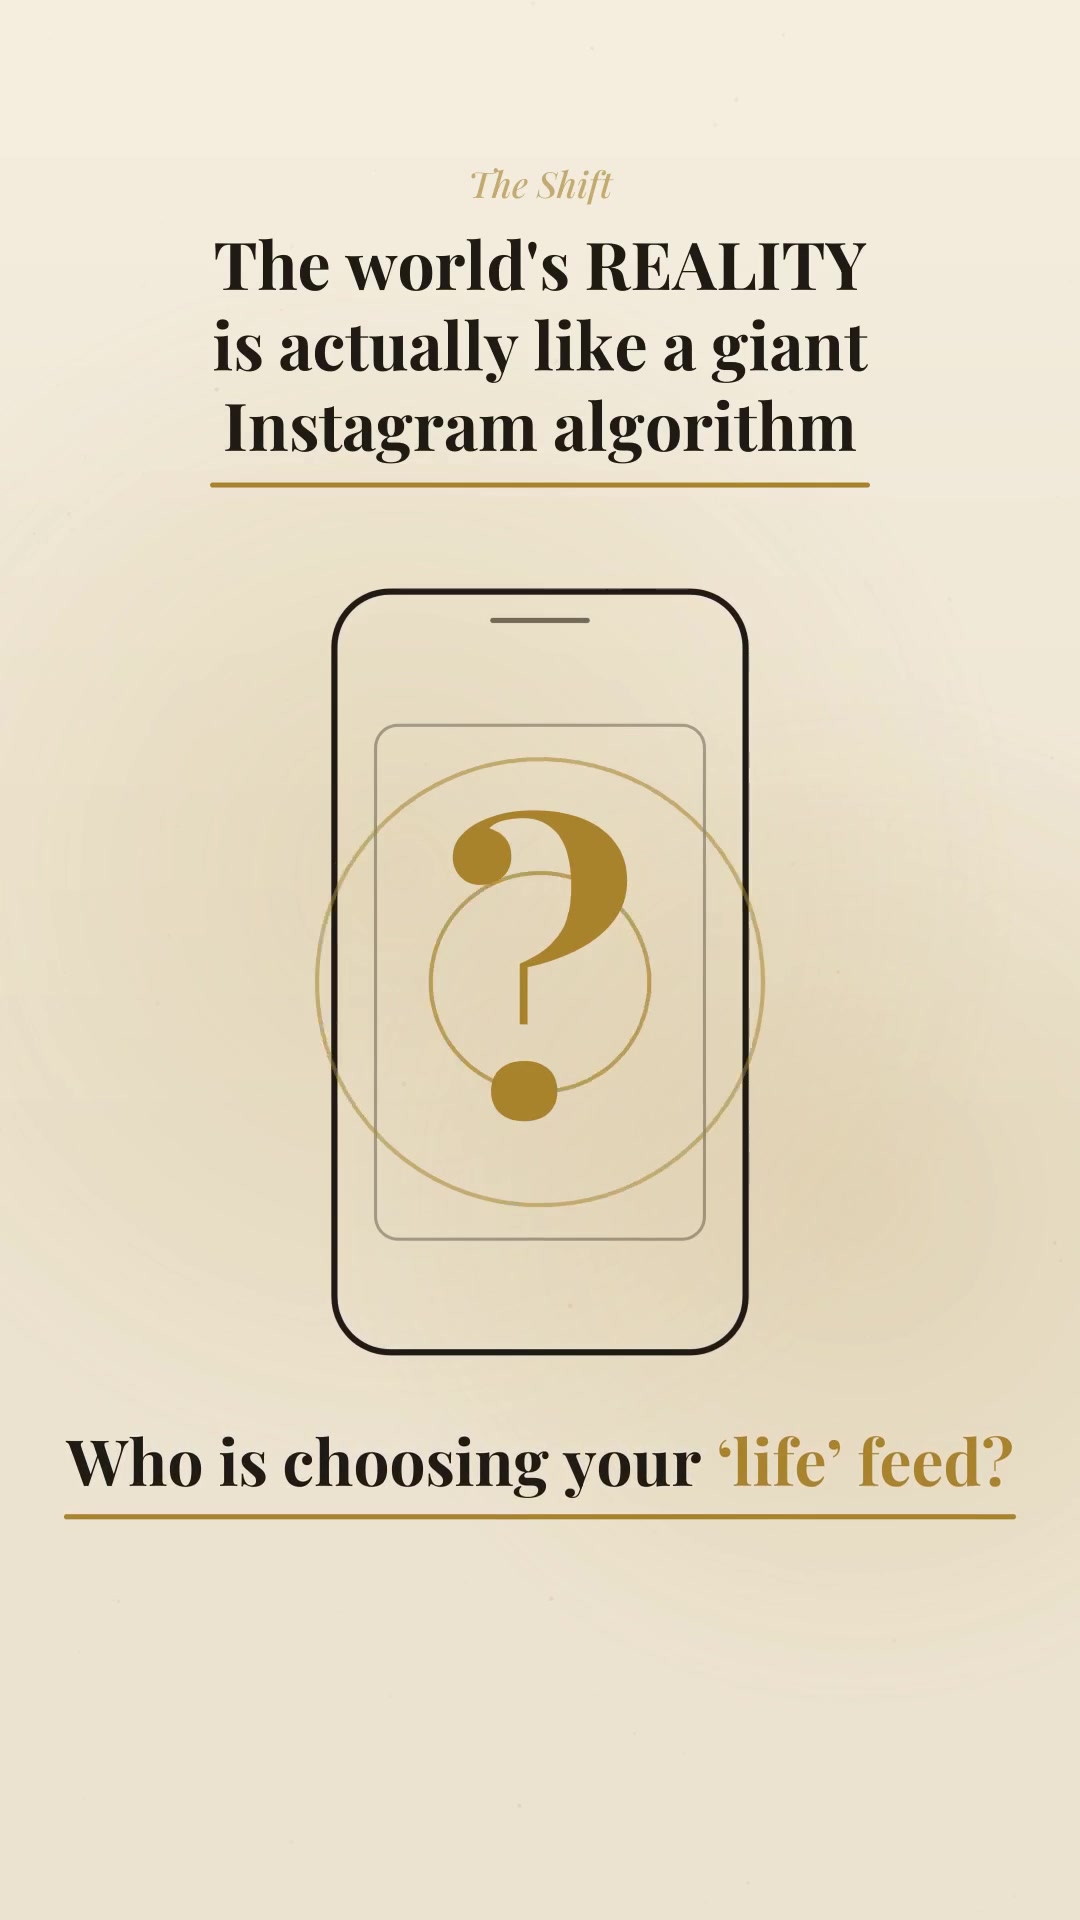 The Shift
The world's REALITY
is actually like a giant
Instagram algorithm
?
Who is choosing your ‘life’ feed?